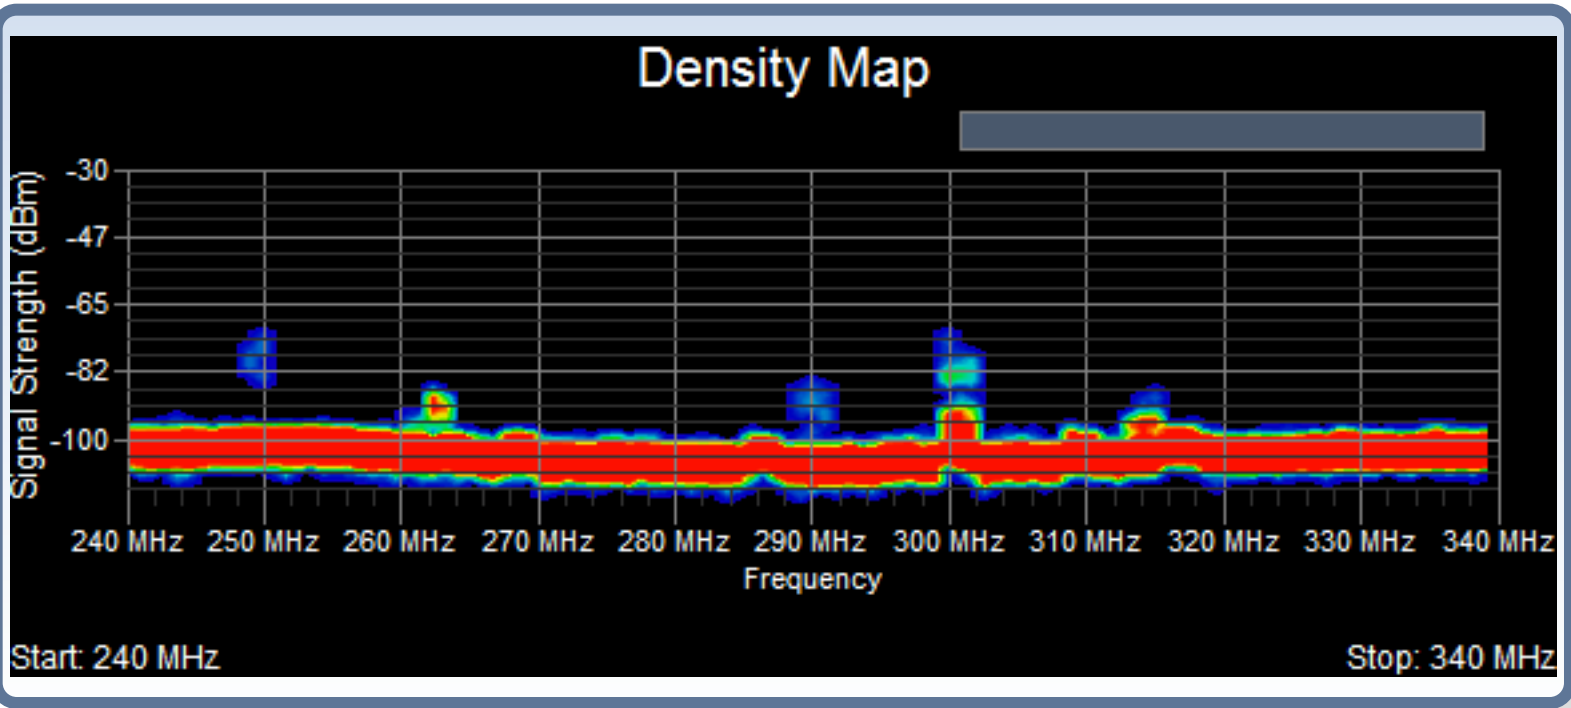 Density Map
Signal Strength (dBm)
-30
-47
-65
-82
-100
240 MHz 250 MHz 260 MHz 270 MHz 280 MHz 290 MHz 300 MHz 310 MHz 320 MHz 330 MHz 340 MHz
Frequency
Start: 240 MHz
Stop: 340 MHz